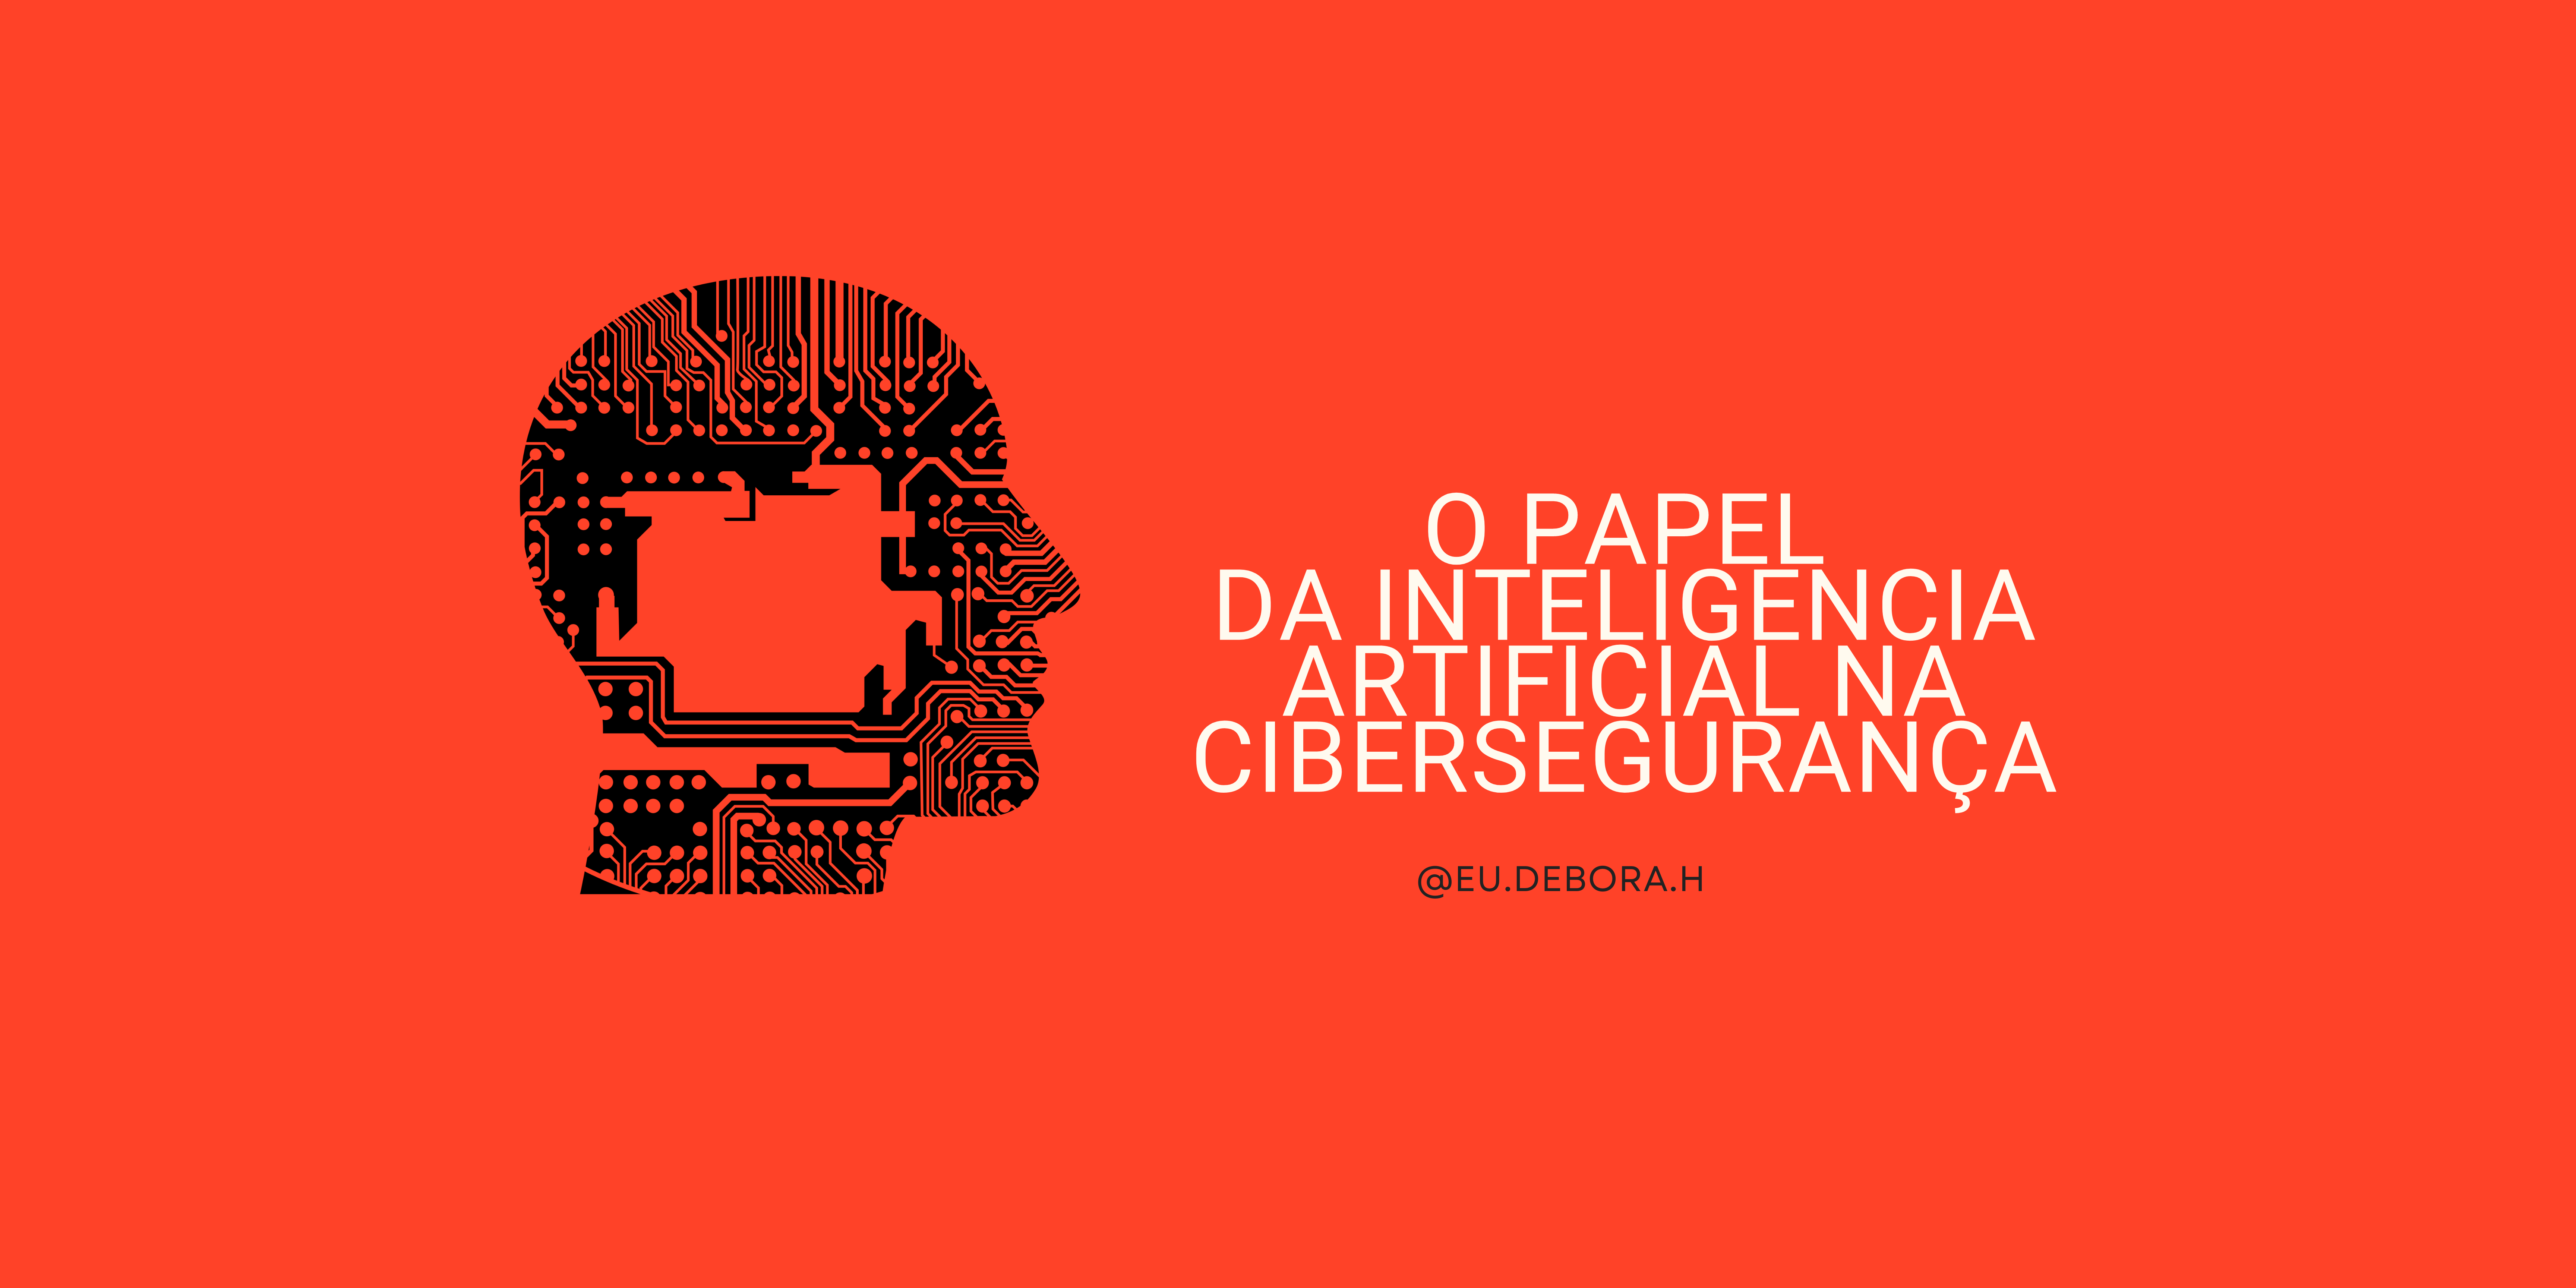 O PAPEL
DA INTELIGENCIA
ARTIFICIAL NA
CIBERSEGURANÇA
@EU.DEBORA.H